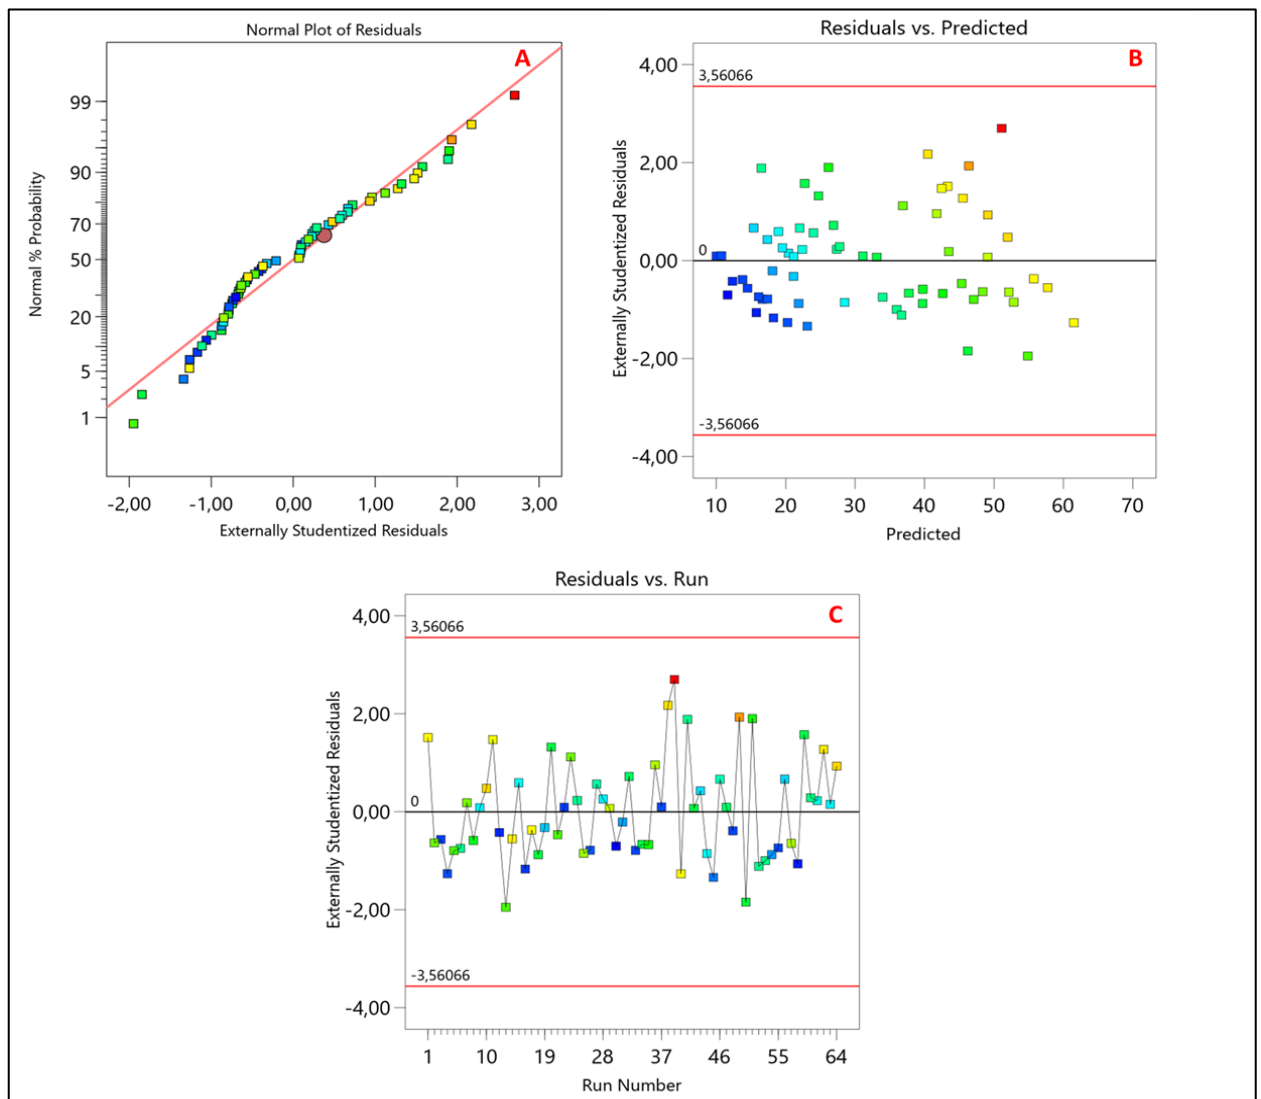 Normal Plot of Residuals
A
Normal % Probability
99
90
70
50
20
5
1
-2,00 -1,00 0,00 1,00 2,00 3,00
Externally Studentized Residuals
Residuals vs. Predicted
B
Externally Studentized Residuals
4,00
3,56066
2,00
0,00
0
-2,00
-3,56066
-4,00
10 20 30 40 50 60 70
Predicted
Residuals vs. Run
C
Externally Studentized Residuals
4,00
3,56066
2,00
0,00
0
-2,00
-3,56066
-4,00
1 10 19 28 37 46 55 64
Run Number